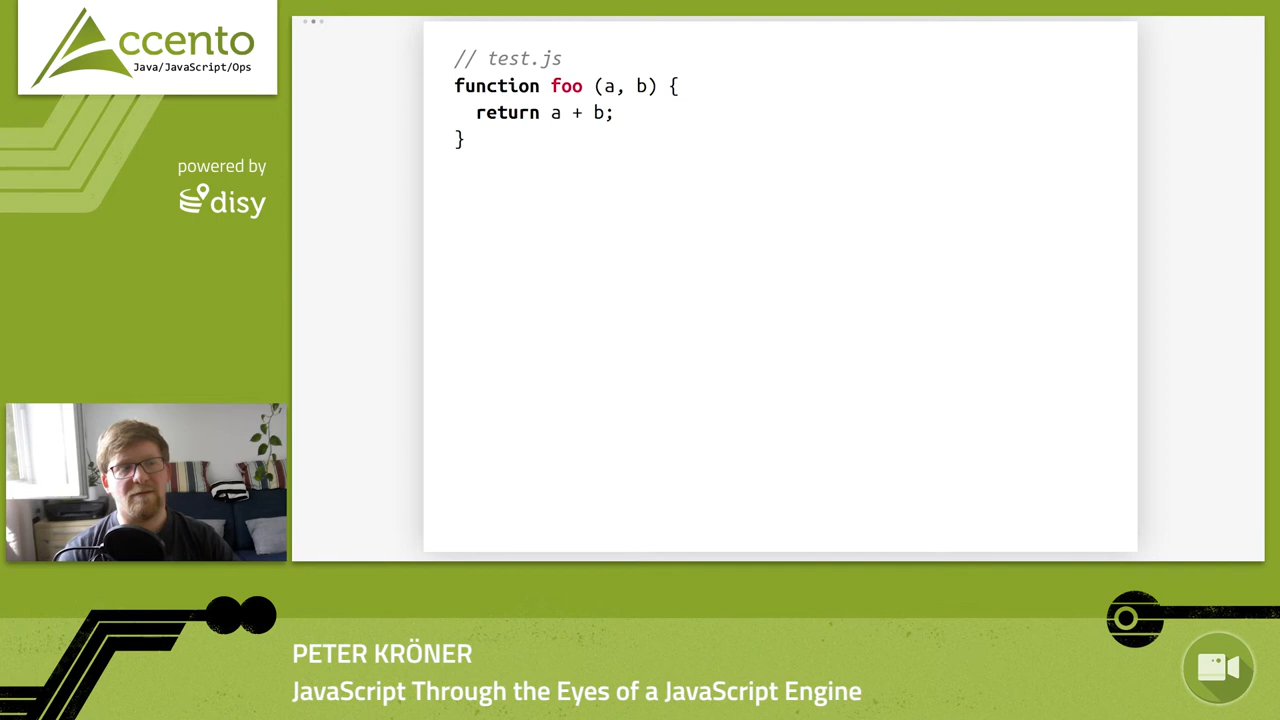 Accento
Java/JavaScript/Ops
powered by
disy
// test.js
function foo (a, b) {
return a + b;
}
PETER KRÖNER
JavaScript Through the Eyes of a JavaScript Engine